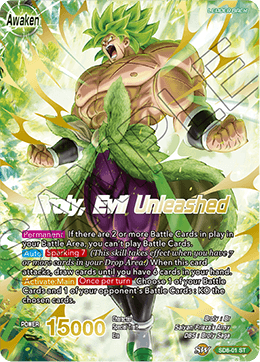 LEADER CARD
Awaken
Broly, Evil Unleashed
Permanent If there are 2 or more Battle Cards in play in
your Battle Area, you can't play Battle Cards.
Auto Sparking 7 (This skill takes effect when you have 7
or more cards in your Drop Area.) When this card
attacks, draw cards until you have 6 cards in your hand.
Activate:Main Once per turn Choose 1 of your Battle
Cards and 1 of your opponent's Battle Cards : KO the
chosen cards.
POWER 15000
Character
Era
SD8-01 ST